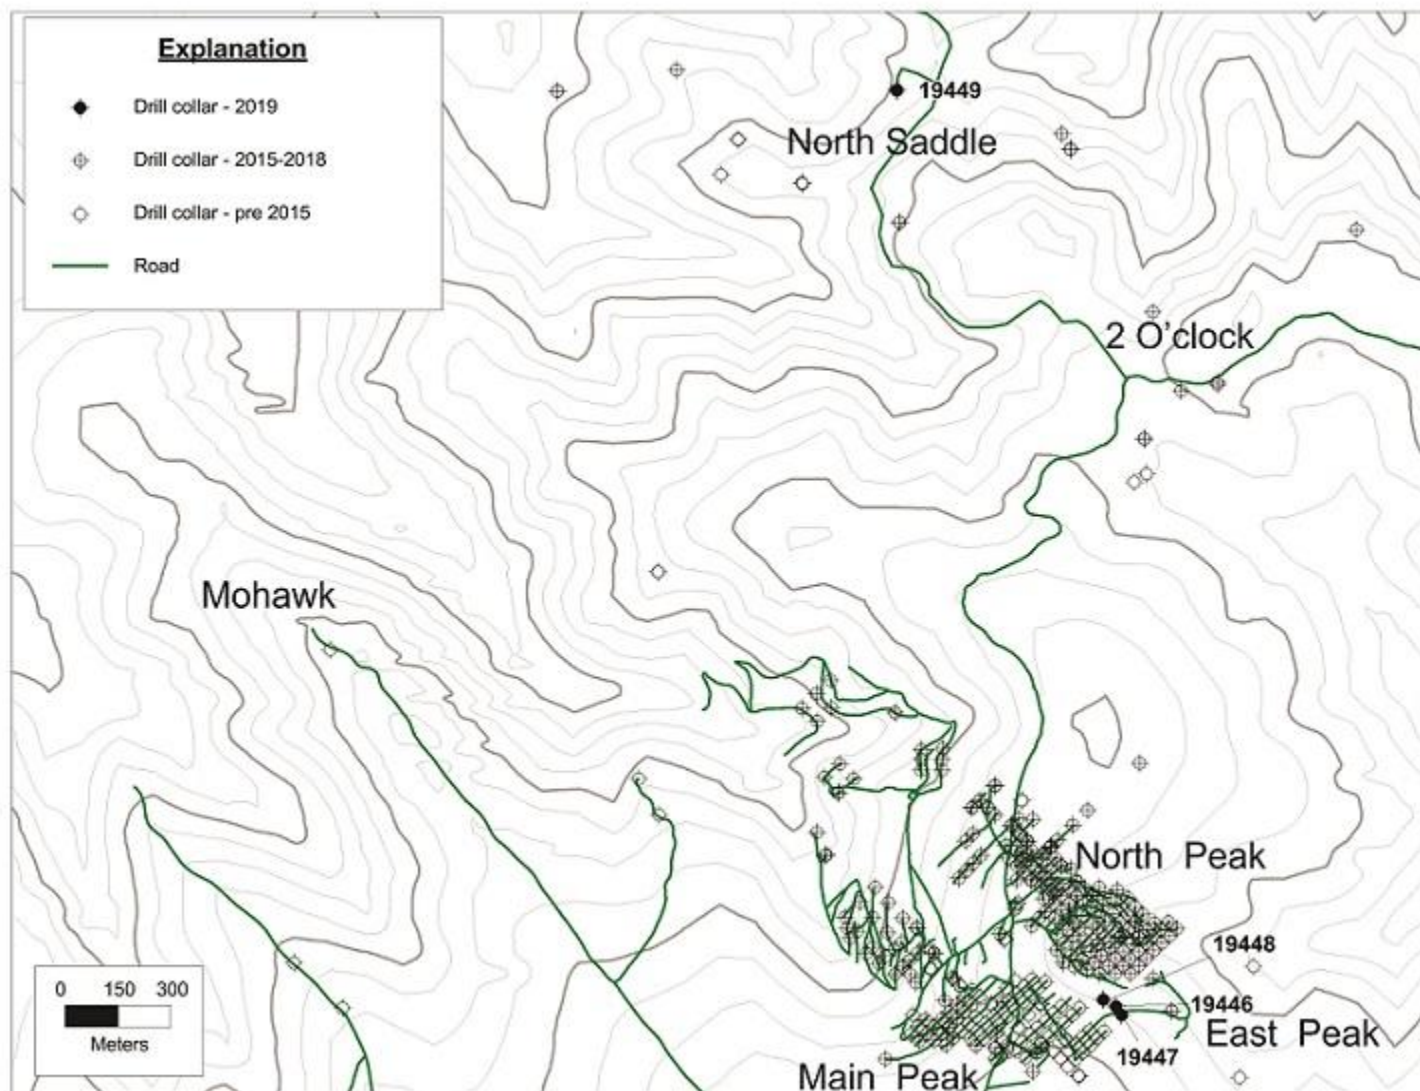 Explanation
Drill collar - 2019
Drill collar - 2015-2018
Drill collar - pre 2015
Road
19449
North Saddle
2 O'clock
Mohawk
North Peak
19448
19446
East Peak
19447
Main Peak
0 150 300
Meters